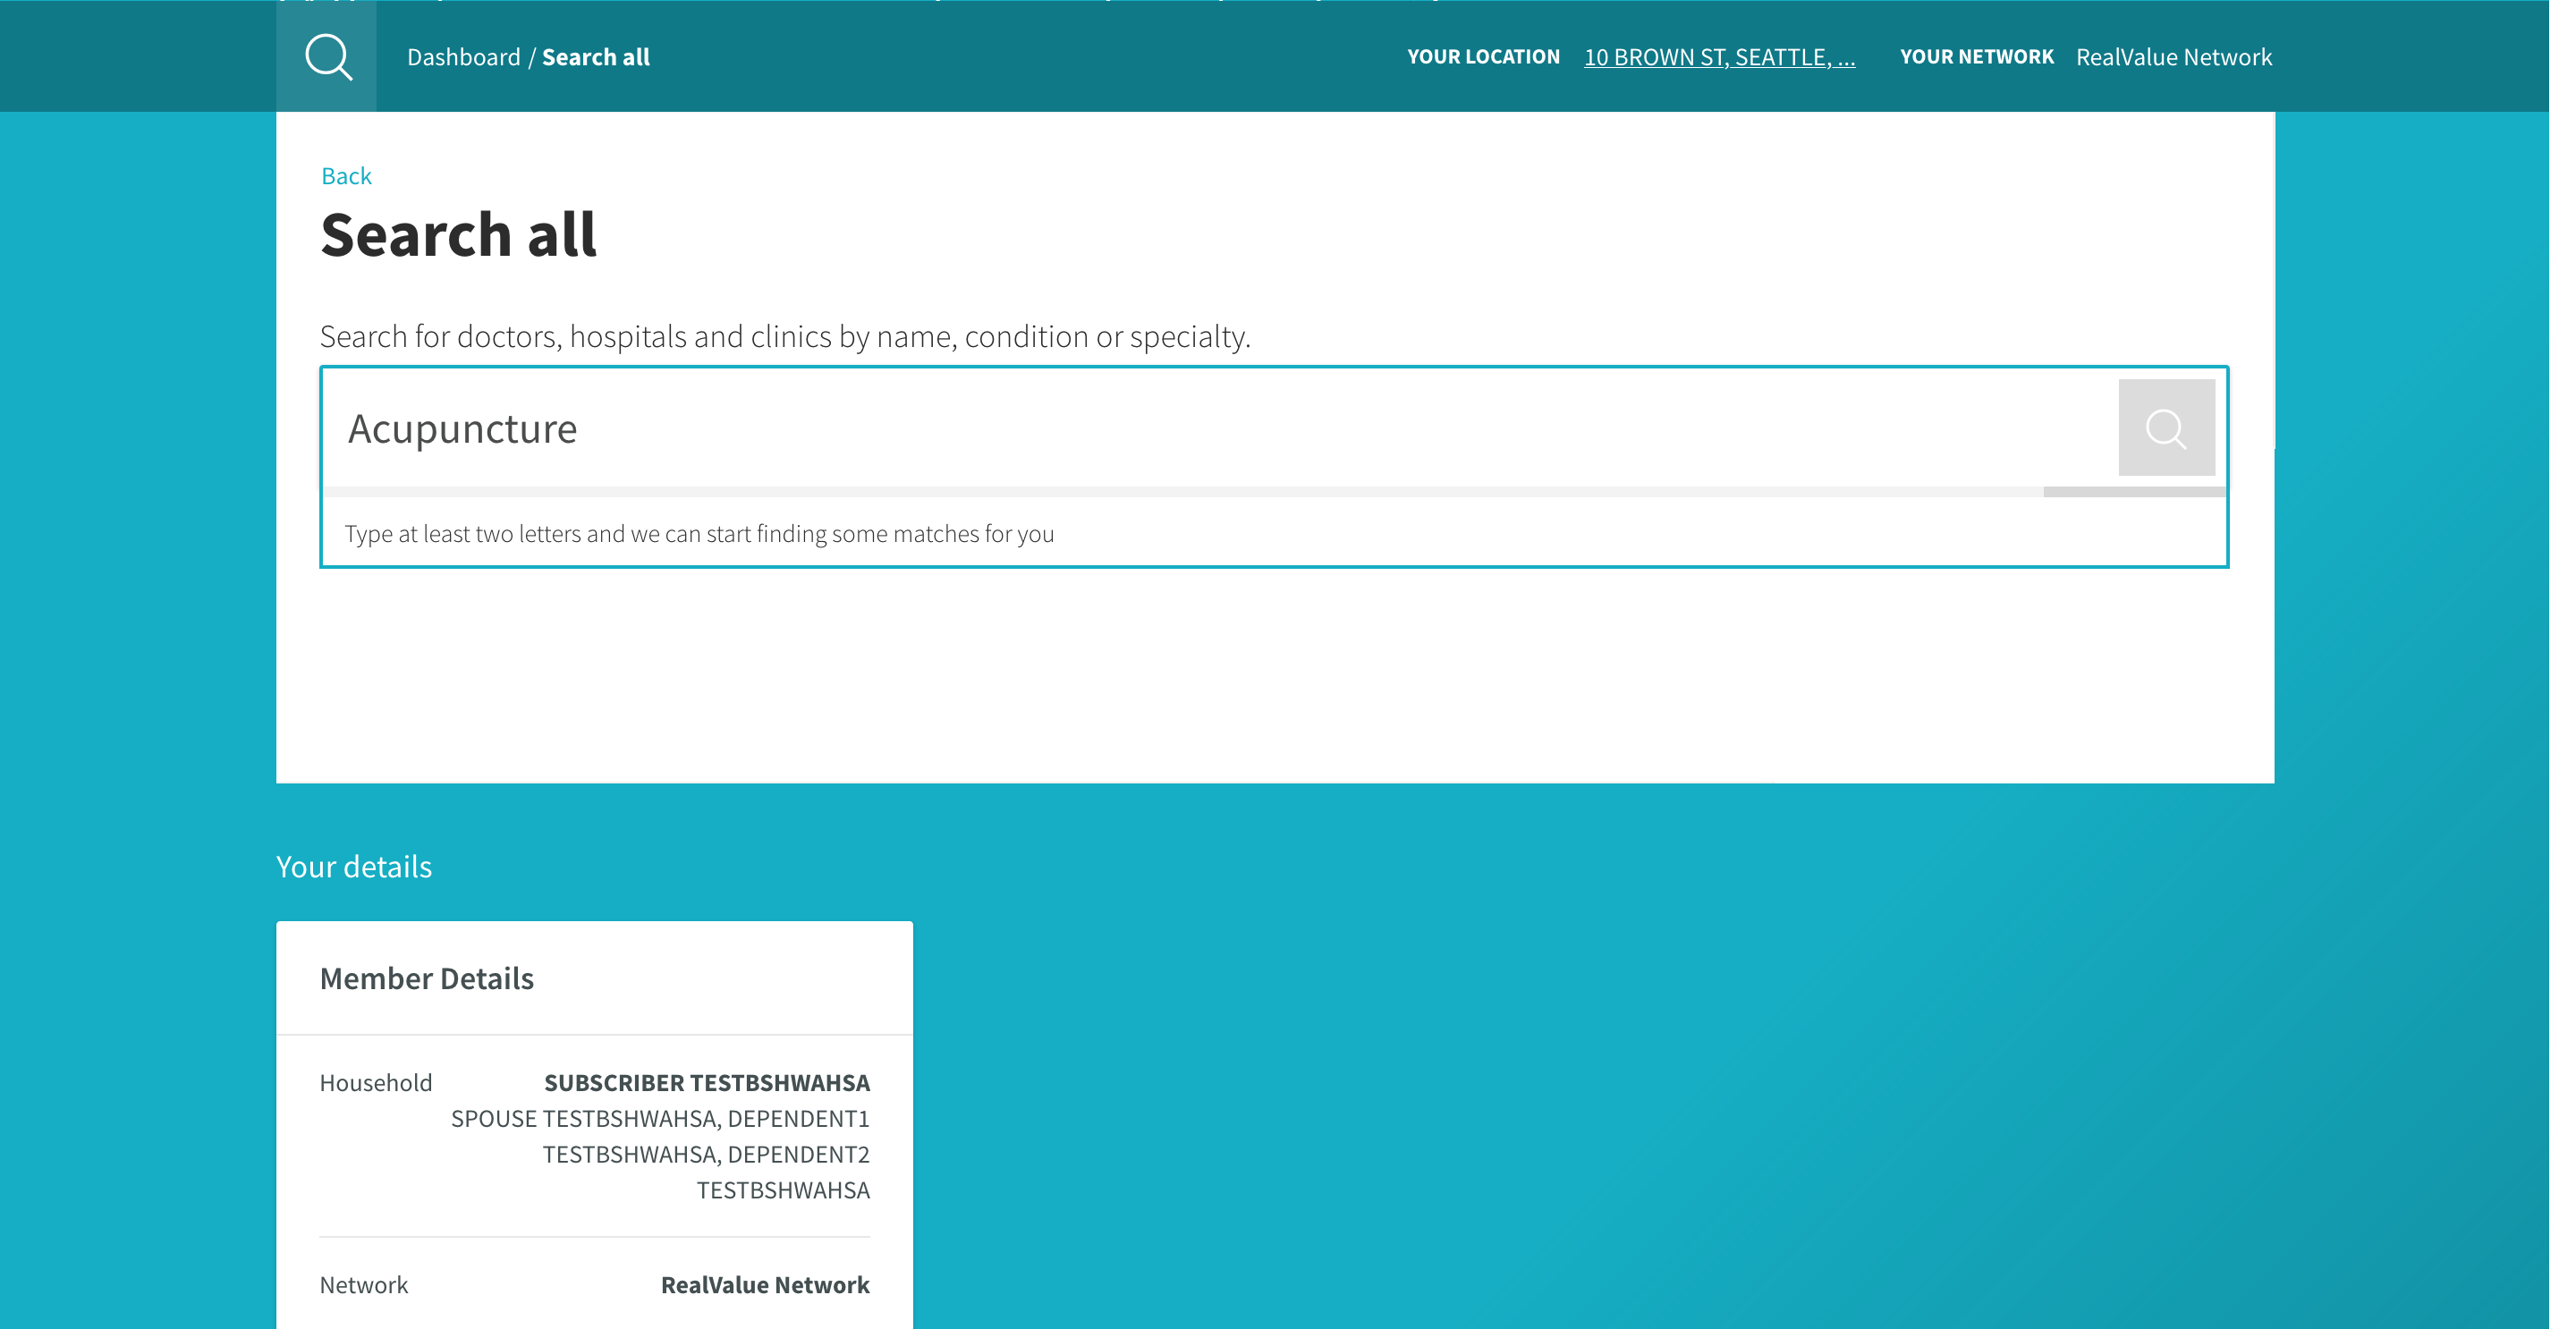 Dashboard / Search all
YOUR LOCATION 10 BROWN ST, SEATTLE, ... YOUR NETWORK RealValue Network
Back
Search all
Search for doctors, hospitals and clinics by name, condition or specialty.
Acupuncture
Type at least two letters and we can start finding some matches for you
Your details
Member Details
Household SUBSCRIBER TESTBSHWAHSA
SPOUSE TESTBSHWAHSA, DEPENDENT1
TESTBSHWAHSA, DEPENDENT2
TESTBSHWAHSA
Network RealValue Network